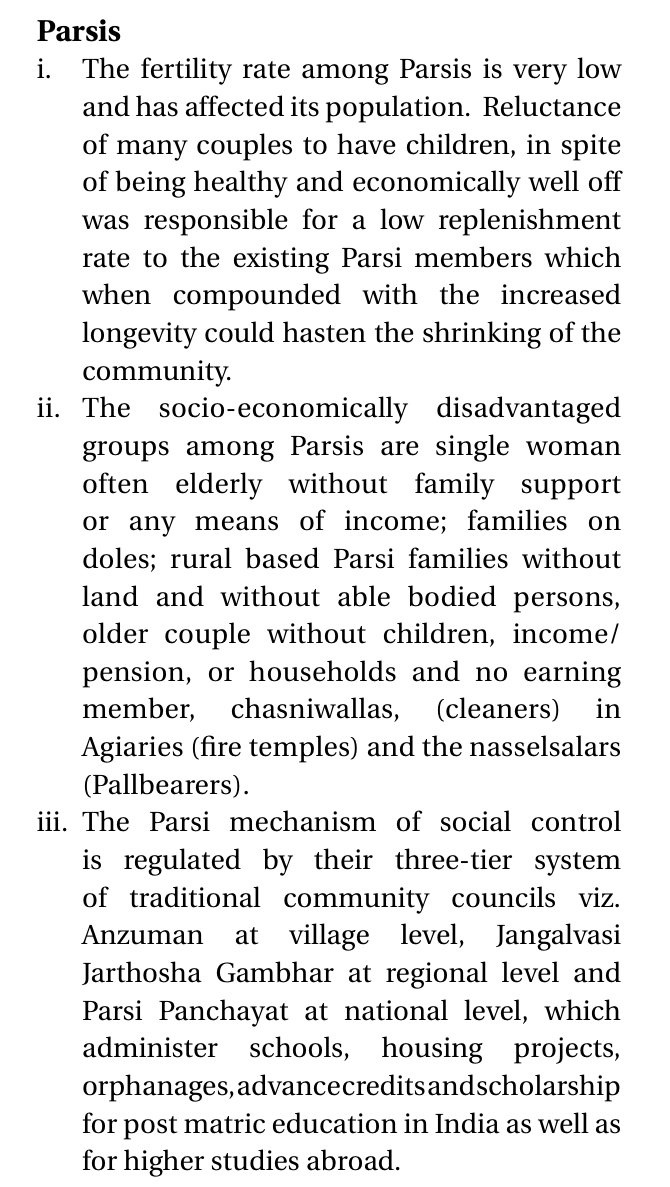 Parsis
i. The fertility rate among Parsis is very low
and has affected its population. Reluctance
of many couples to have children, in spite
of being healthy and economically well off
was responsible for a low replenishment
rate to the existing Parsi members which
when compounded with the increased
longevity could hasten the shrinking of the
community.
ii. The socio-economically disadvantaged
groups among Parsis are single woman
often elderly without family support
or any means of income; families on
doles; rural based Parsi families without
land and without able bodied persons,
older couple without children, income/
pension, or households and no earning
member, chasniwallas, (cleaners) in
Agiaries (fire temples) and the nasselsalars
(Pallbearers).
iii. The Parsi mechanism of social control
is regulated by their three-tier system
of traditional community councils viz.
Anzuman at village level, Jangalvasi
Jarthosha Gambhar at regional level and
Parsi Panchayat at national level, which
administer schools, housing projects,
orphanages,advancecreditsandscholarship
for post matric education in India as well as
for higher studies abroad.